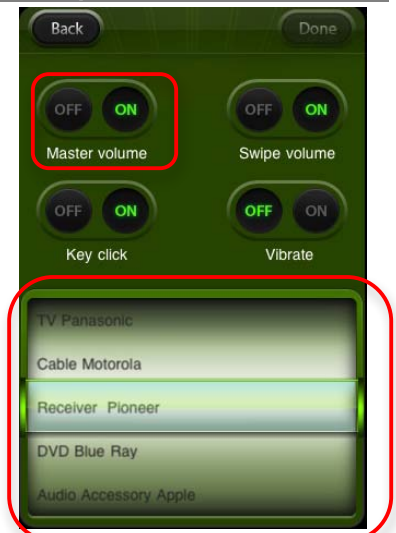 Back Done
OFF ON OFF ON
Master volume Swipe volume
OFF ON OFF ON
Key click Vibrate
TV Panasonic
Cable Motorola
Receiver Pioneer
DVD Blue Ray
Audio Accessory Apple